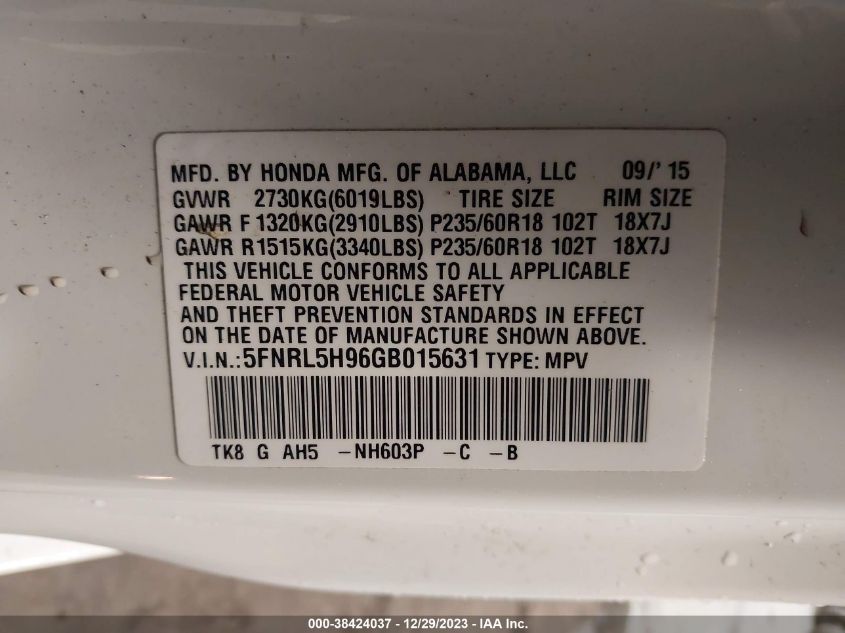 MFD. BY HONDA MFG. OF ALABAMA, LLC 09/' 15
GVWR 2730KG(6019LBS) TIRE SIZE RIM SIZE
GAWR F 1320KG(2910LBS) P235/60R18 102T 18X7J
GAWR R1515KG(3340LBS) P235/60R18 102T 18X7J
THIS VEHICLE CONFORMS TO ALL APPLICABLE
FEDERAL MOTOR VEHICLE SAFETY
AND THEFT PREVENTION STANDARDS IN EFFECT
ON THE DATE OF MANUFACTURE SHOWN ABOVE.
V.I.N.:5FNRL5H96GB015631 TYPE: MPV
TK8 G AH5 -NH603P -C -B
000-38424037 - 12/29/2023 - IAA Inc.